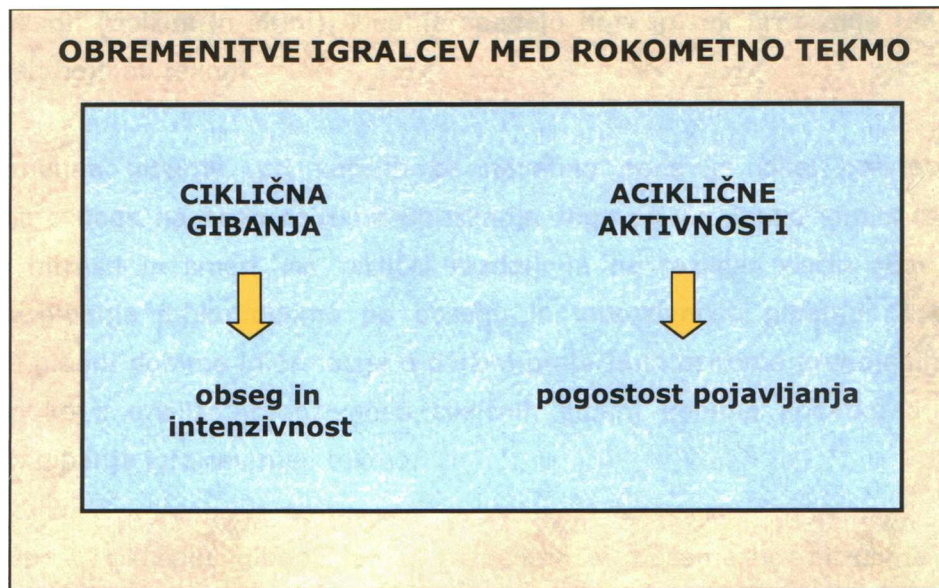 OBREMENITVE IGRALCEV MED ROKOMETNO TEKMO
CIKLIČNA
GIBANJA
ACIKLIČNE
AKTIVNOSTI
obseg in
intenzivnost
pogostost pojavljanja